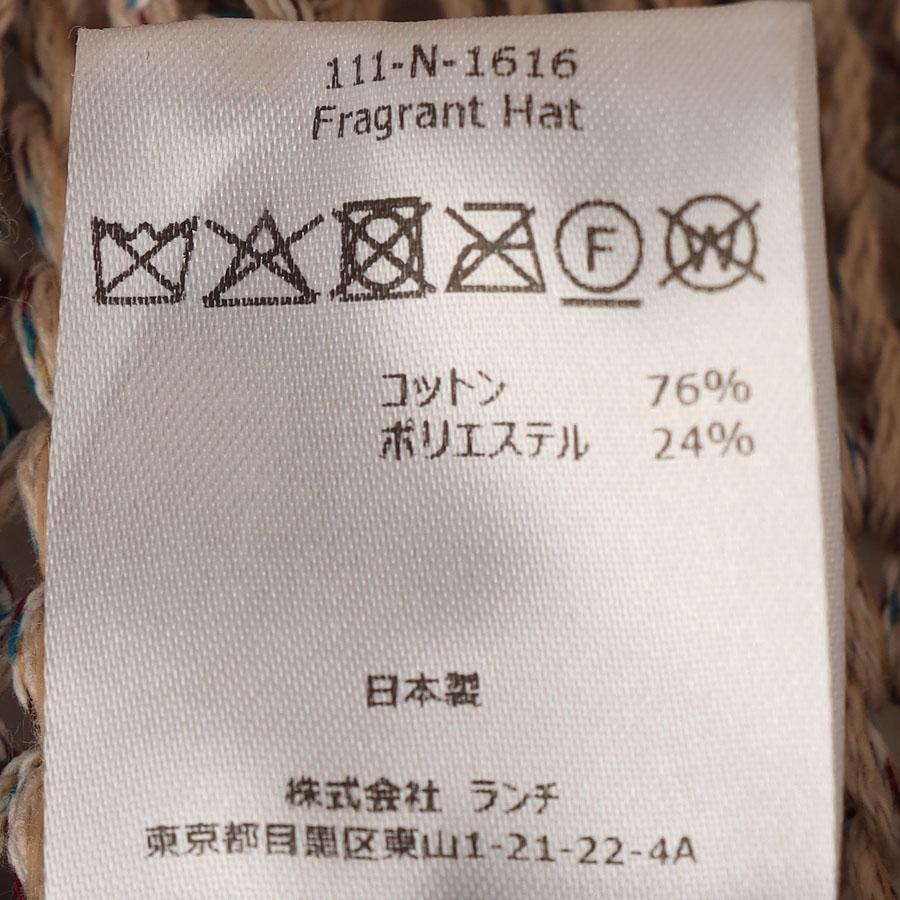 111-N-1616
Fragrant Hat
F W
コットン 76%
ポリエステル 24%
日本製
株式会社 ランチ
東京都目黒区東山1-21-22-4A